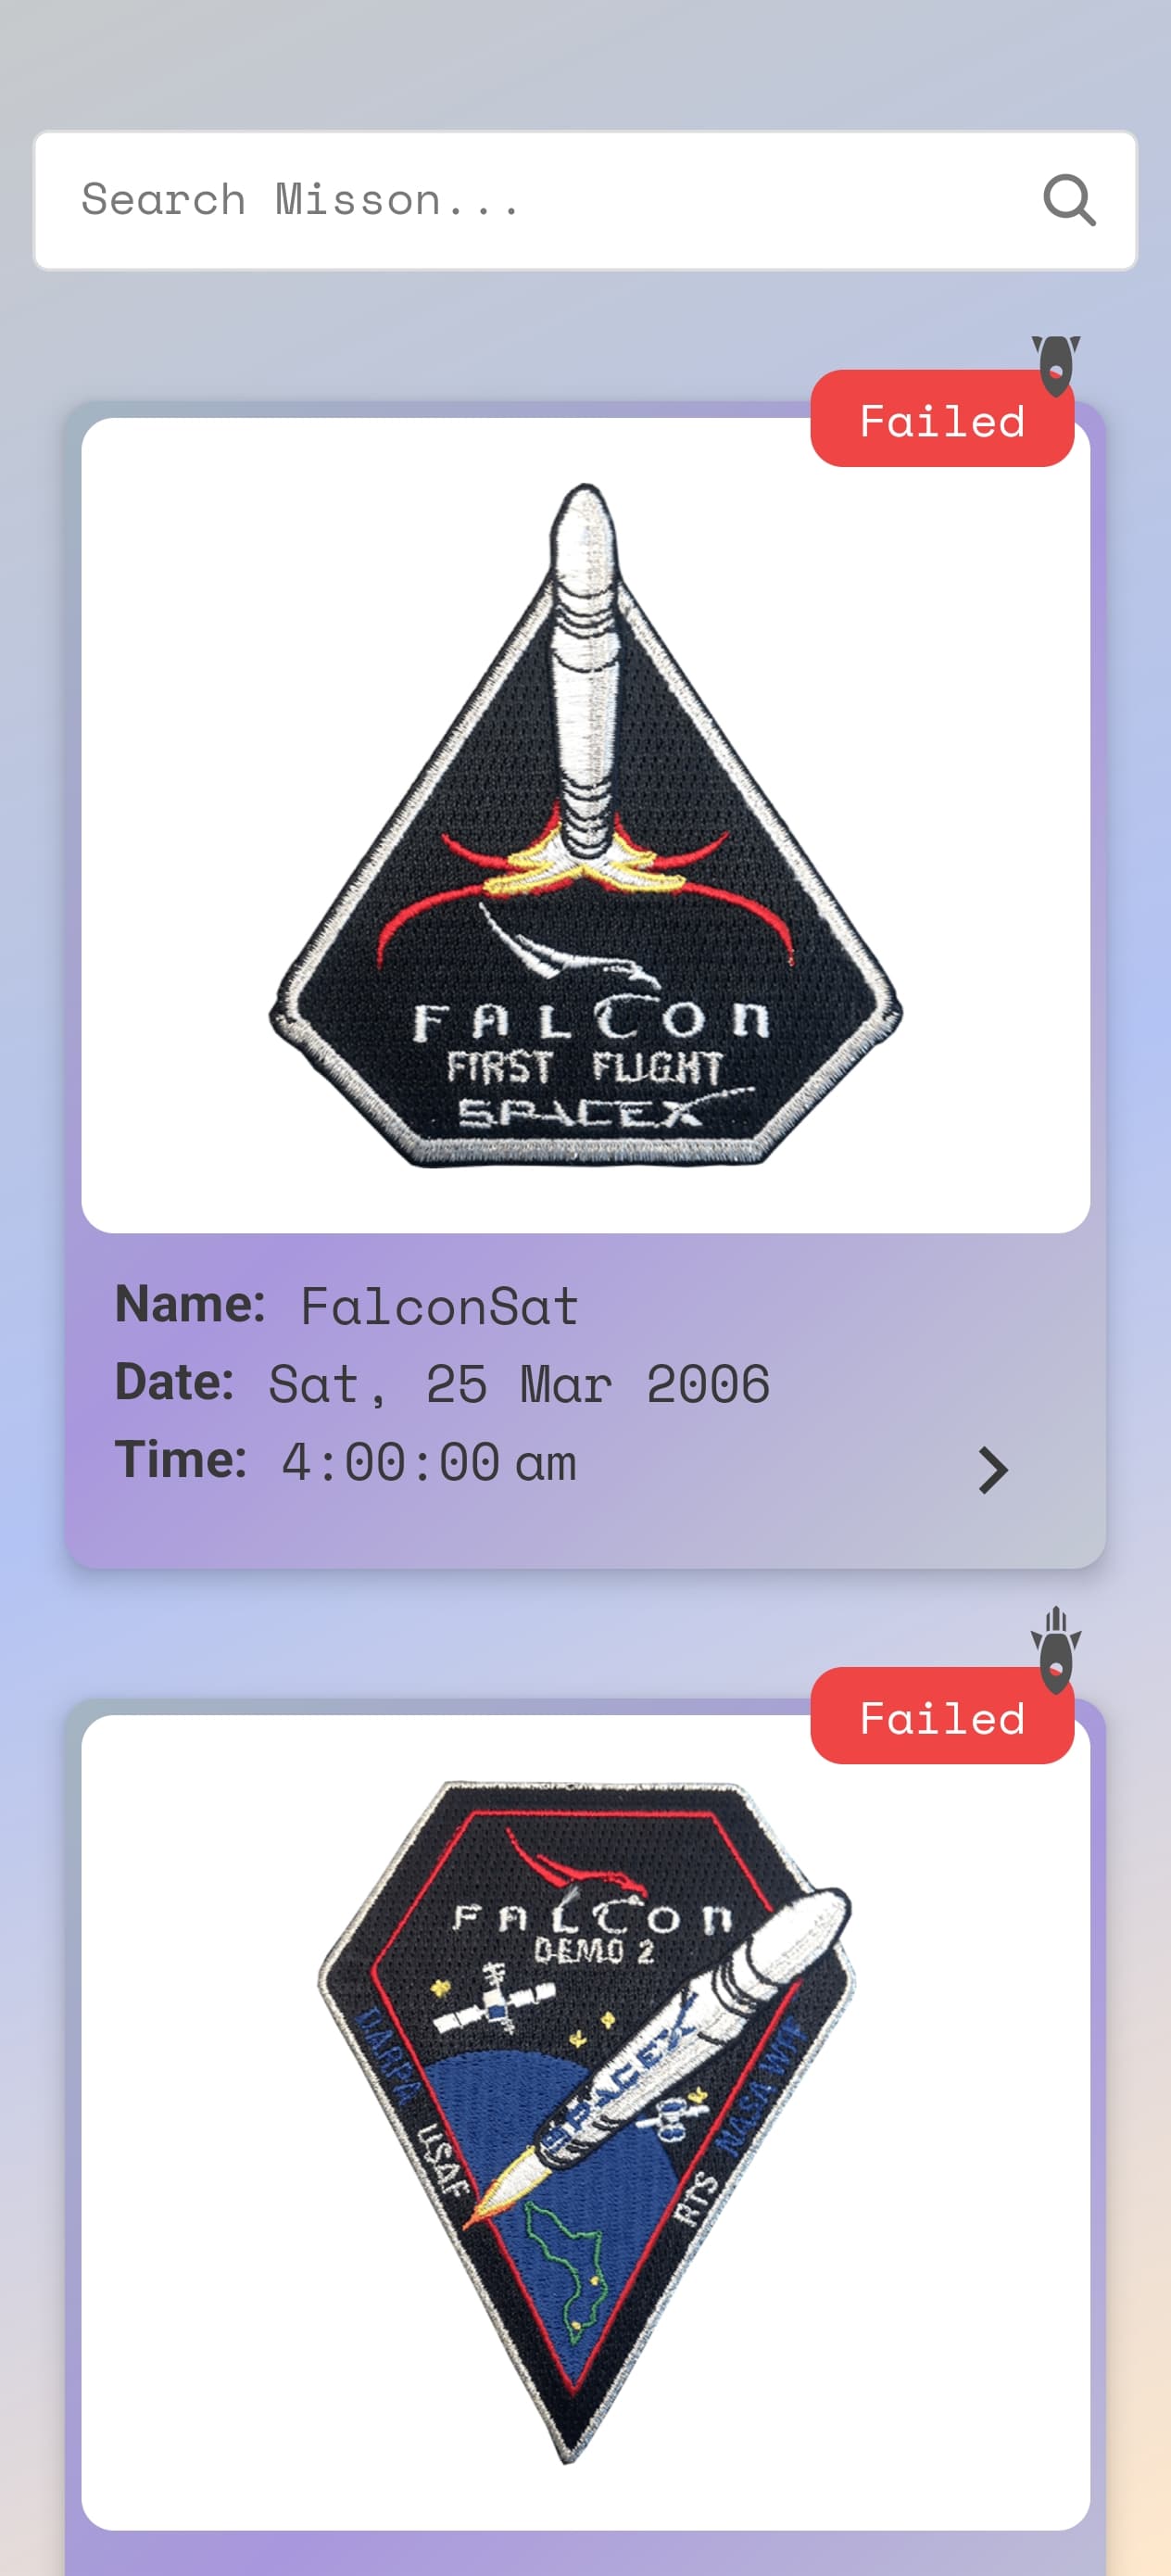 Search Misson...
Failed
FALCON
FIRST FLIGHT
SPACEX
Name: FalconSat
Date: Sat, 25 Mar 2006
Time: 4:00:00 am
Failed
FALCON
DEMO 2
SPACEX
DARPA USAF
RTS NASA WFF